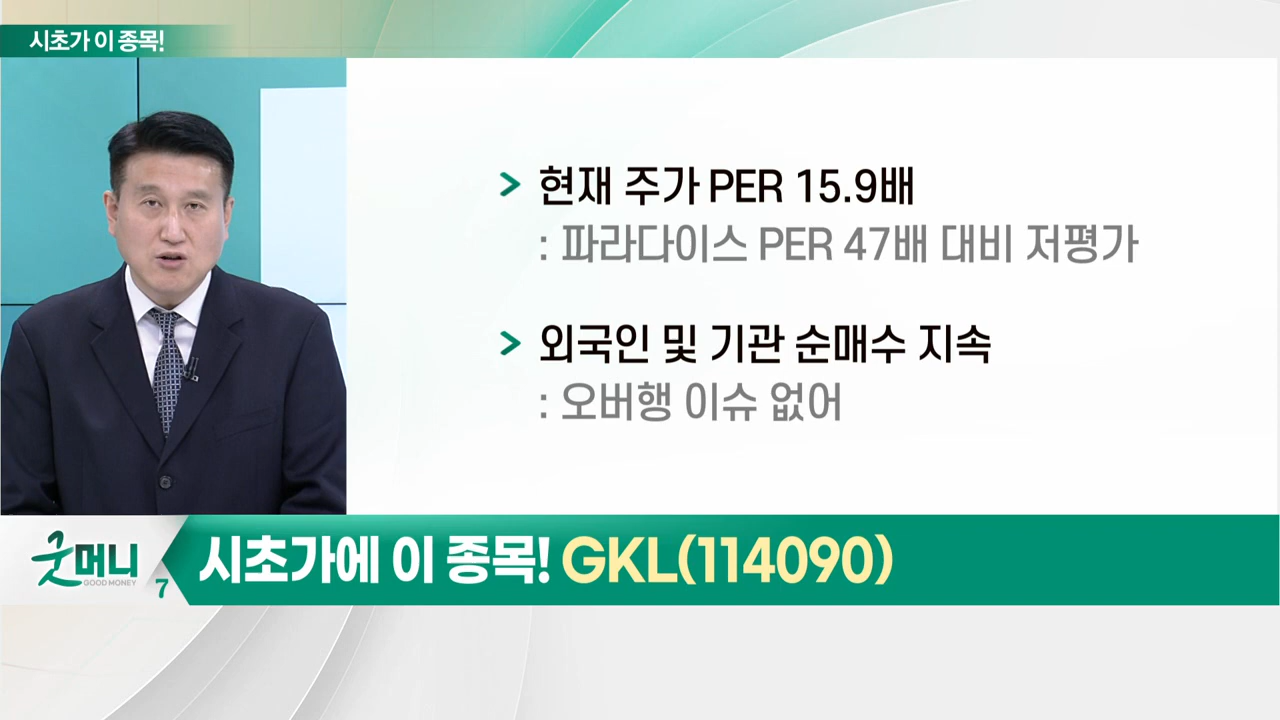 시초가 이 종목!
> 현재 주가 PER 15.9배
: 파라다이스 PER 47배 대비 저평가
> 외국인 및 기관 순매수 지속
: 오버행 이슈 없어
굿머니
GOOD MONEY
7
시초가에 이 종목! GKL(114090)